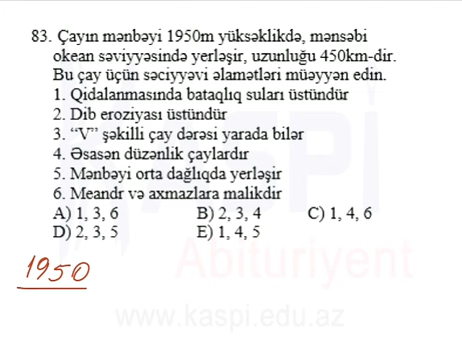 83. Çayın mənbəyi 1950m yüksəklikdə, mənsəbi
okean səviyyəsində yerləşir, uzunluğu 450km-dir.
Bu çay üçün səciyyəvi əlamətləri müəyyən edin.
1. Qidalanmasında bataqlıq suları üstündür
2. Dib eroziyası üstündür
3. “V” şəkilli çay dərəsi yarada bilər
4. Əsasən düzənlik çaylardır
5. Mənbəyi orta dağlıqda yerləşir
6. Meandr və axmazlara malikdir
A) 1, 3, 6 B) 2, 3, 4 C) 1, 4, 6
D) 2, 3, 5 E) 1, 4, 5
1950
KASPİ
Abituriyent
www.kaspi.edu.az